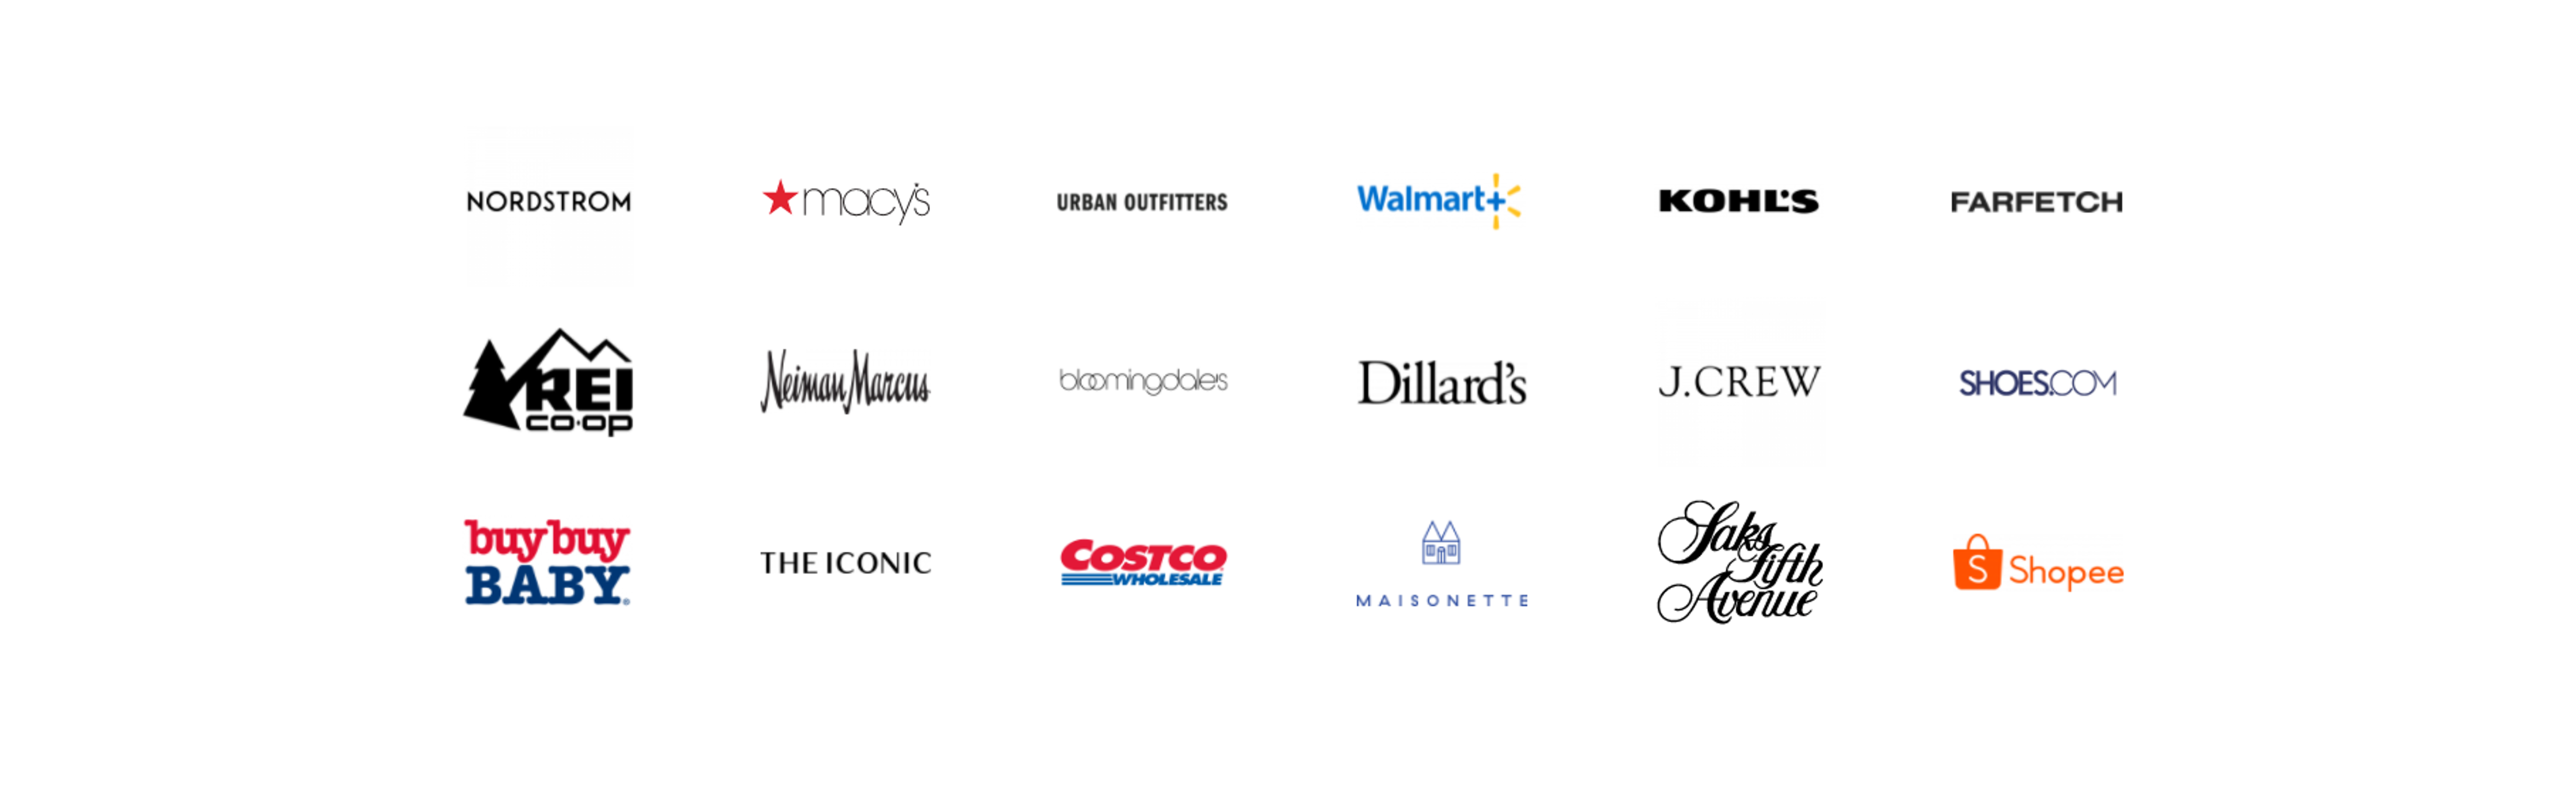 NORDSTROM
macy's
URBAN OUTFITTERS
Walmart+
KOHL'S
FARFETCH
REI
co·op
Neiman Marcus
bloomingdale's
Dillard's
J.CREW
SHOES.COM
buy buy
BABY®
THE ICONIC
COSTCO
WHOLESALE
MAISONETTE
Saks
Fifth
Avenue
S Shopee